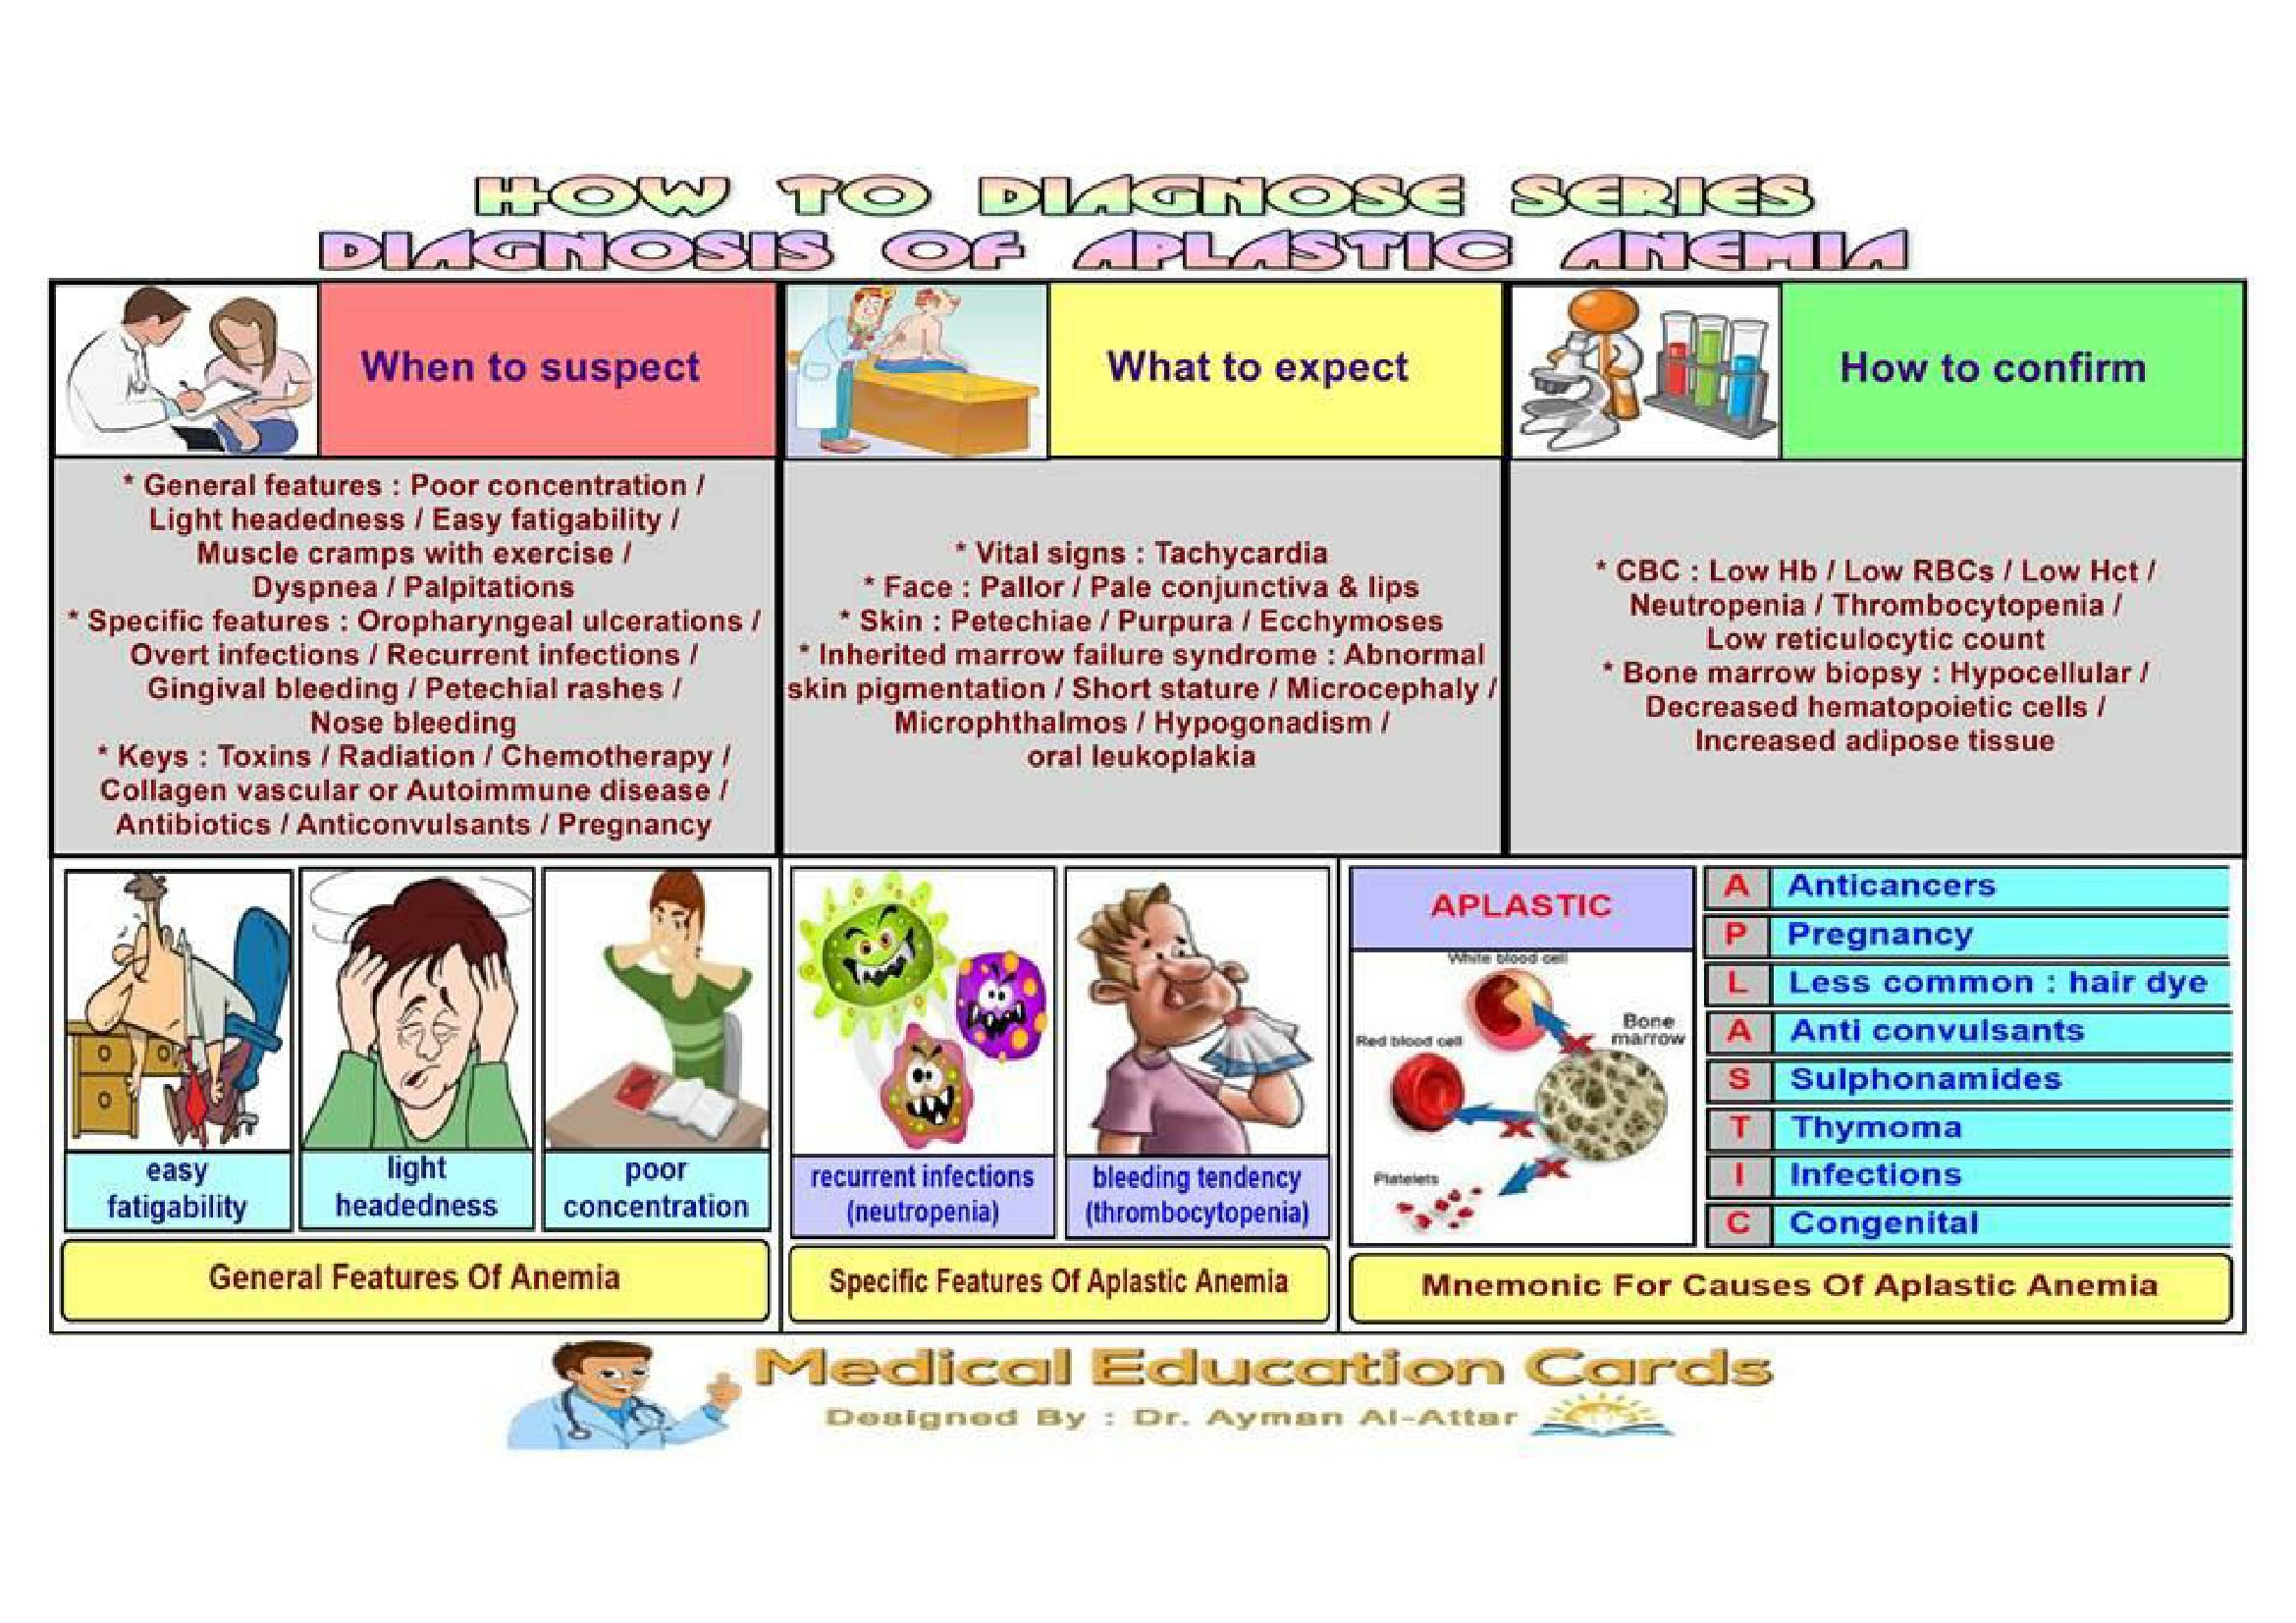 HOW TO DIAGNOSE SERIES
DIAGNOSIS OF APLASTIC ANEMIA
When to suspect
* General features : Poor concentration /
Light headedness / Easy fatigability /
Muscle cramps with exercise /
Dyspnea / Palpitations
* Specific features : Oropharyngeal ulcerations /
Overt infections / Recurrent infections /
Gingival bleeding / Petechial rashes /
Nose bleeding
* Keys : Toxins / Radiation / Chemotherapy /
Collagen vascular or Autoimmune disease /
Antibiotics / Anticonvulsants / Pregnancy
What to expect
* Vital signs : Tachycardia
* Face : Pallor / Pale conjunctiva & lips
* Skin : Petechiae / Purpura / Ecchymoses
* Inherited marrow failure syndrome : Abnormal
skin pigmentation / Short stature / Microcephaly /
Microphthalmos / Hypogonadism /
oral leukoplakia
How to confirm
* CBC : Low Hb / Low RBCs / Low Hct /
Neutropenia / Thrombocytopenia /
Low reticulocytic count
* Bone marrow biopsy : Hypocellular /
Decreased hematopoietic cells /
Increased adipose tissue
easy
fatigability
light
headedness
poor
concentration
General Features Of Anemia
recurrent infections
(neutropenia)
bleeding tendency
(thrombocytopenia)
Specific Features Of Aplastic Anemia
APLASTIC
White blood cell
Bone
marrow
Red blood cell
Platelets
A Anticancers
P Pregnancy
L Less common : hair dye
A Anti convulsants
S Sulphonamides
T Thymoma
I Infections
C Congenital
Mnemonic For Causes Of Aplastic Anemia
Medical Education Cards
Designed By : Dr. Ayman Al-Attar